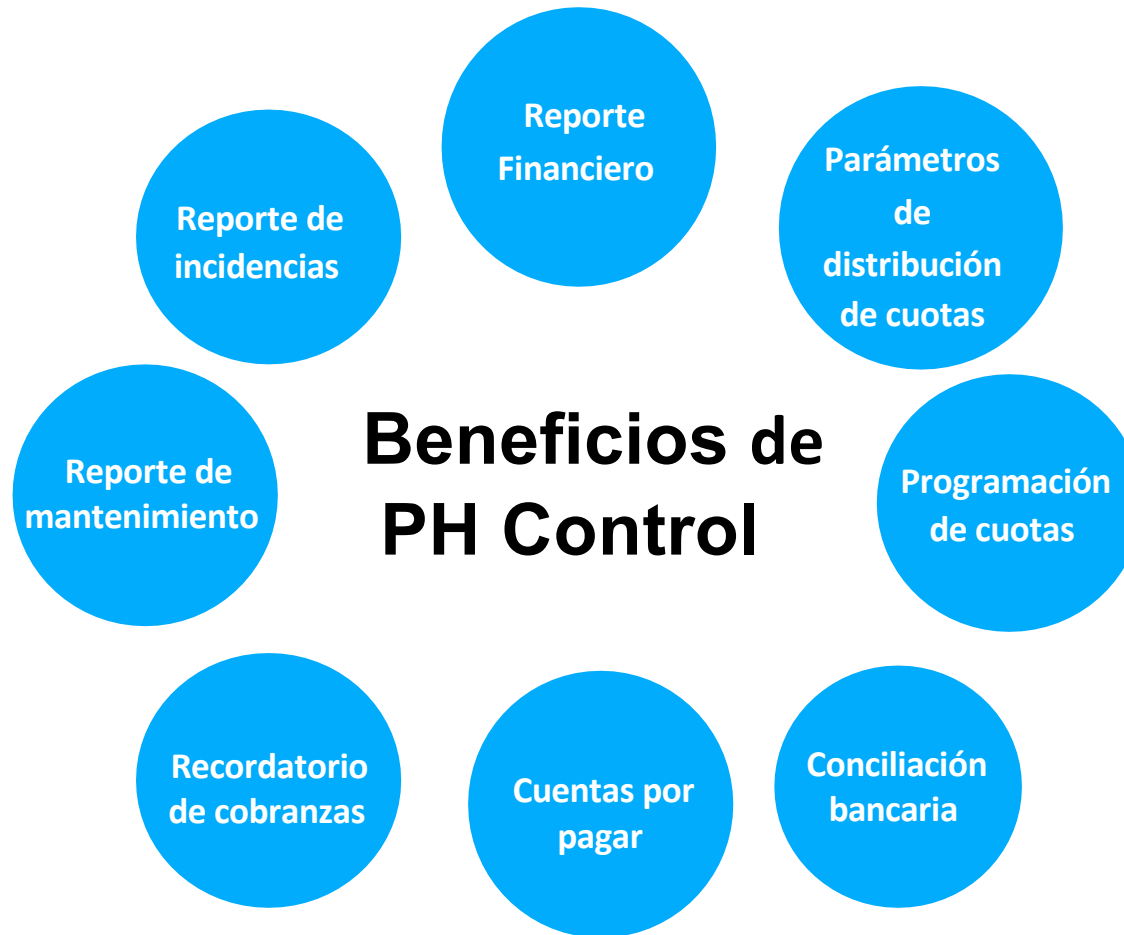 Reporte
Financiero
Parámetros
de
distribución
de cuotas
Programación
de cuotas
Conciliación
bancaria
Cuentas por
pagar
Recordatorio
de cobranzas
Reporte de
mantenimiento
Reporte de
incidencias
Beneficios de
PH Control